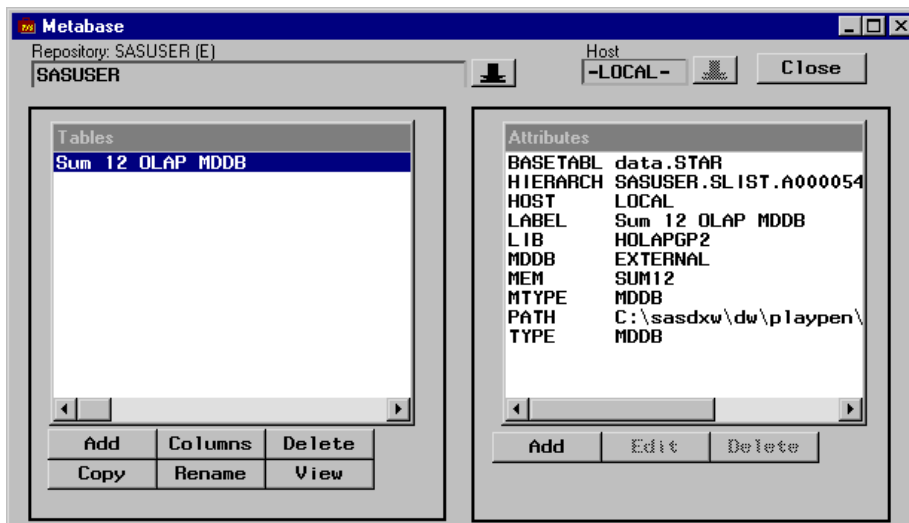 Metabase
Repository: SASUSER (E)
Host
SASUSER
-LOCAL-
Close
Tables
Sum 12 OLAP MDDB
Add Columns Delete
Copy Rename View
Attributes
BASETABL data.STAR
HIERARCH SASUSER.SLIST.A000054
HOST LOCAL
LABEL Sum 12 OLAP MDDB
LIB HOLAPGP2
MDDB EXTERNAL
MEM SUM12
MTYPE MDDB
PATH C:\sasdxw\dw\playpen\
TYPE MDDB
Add Edit Delete